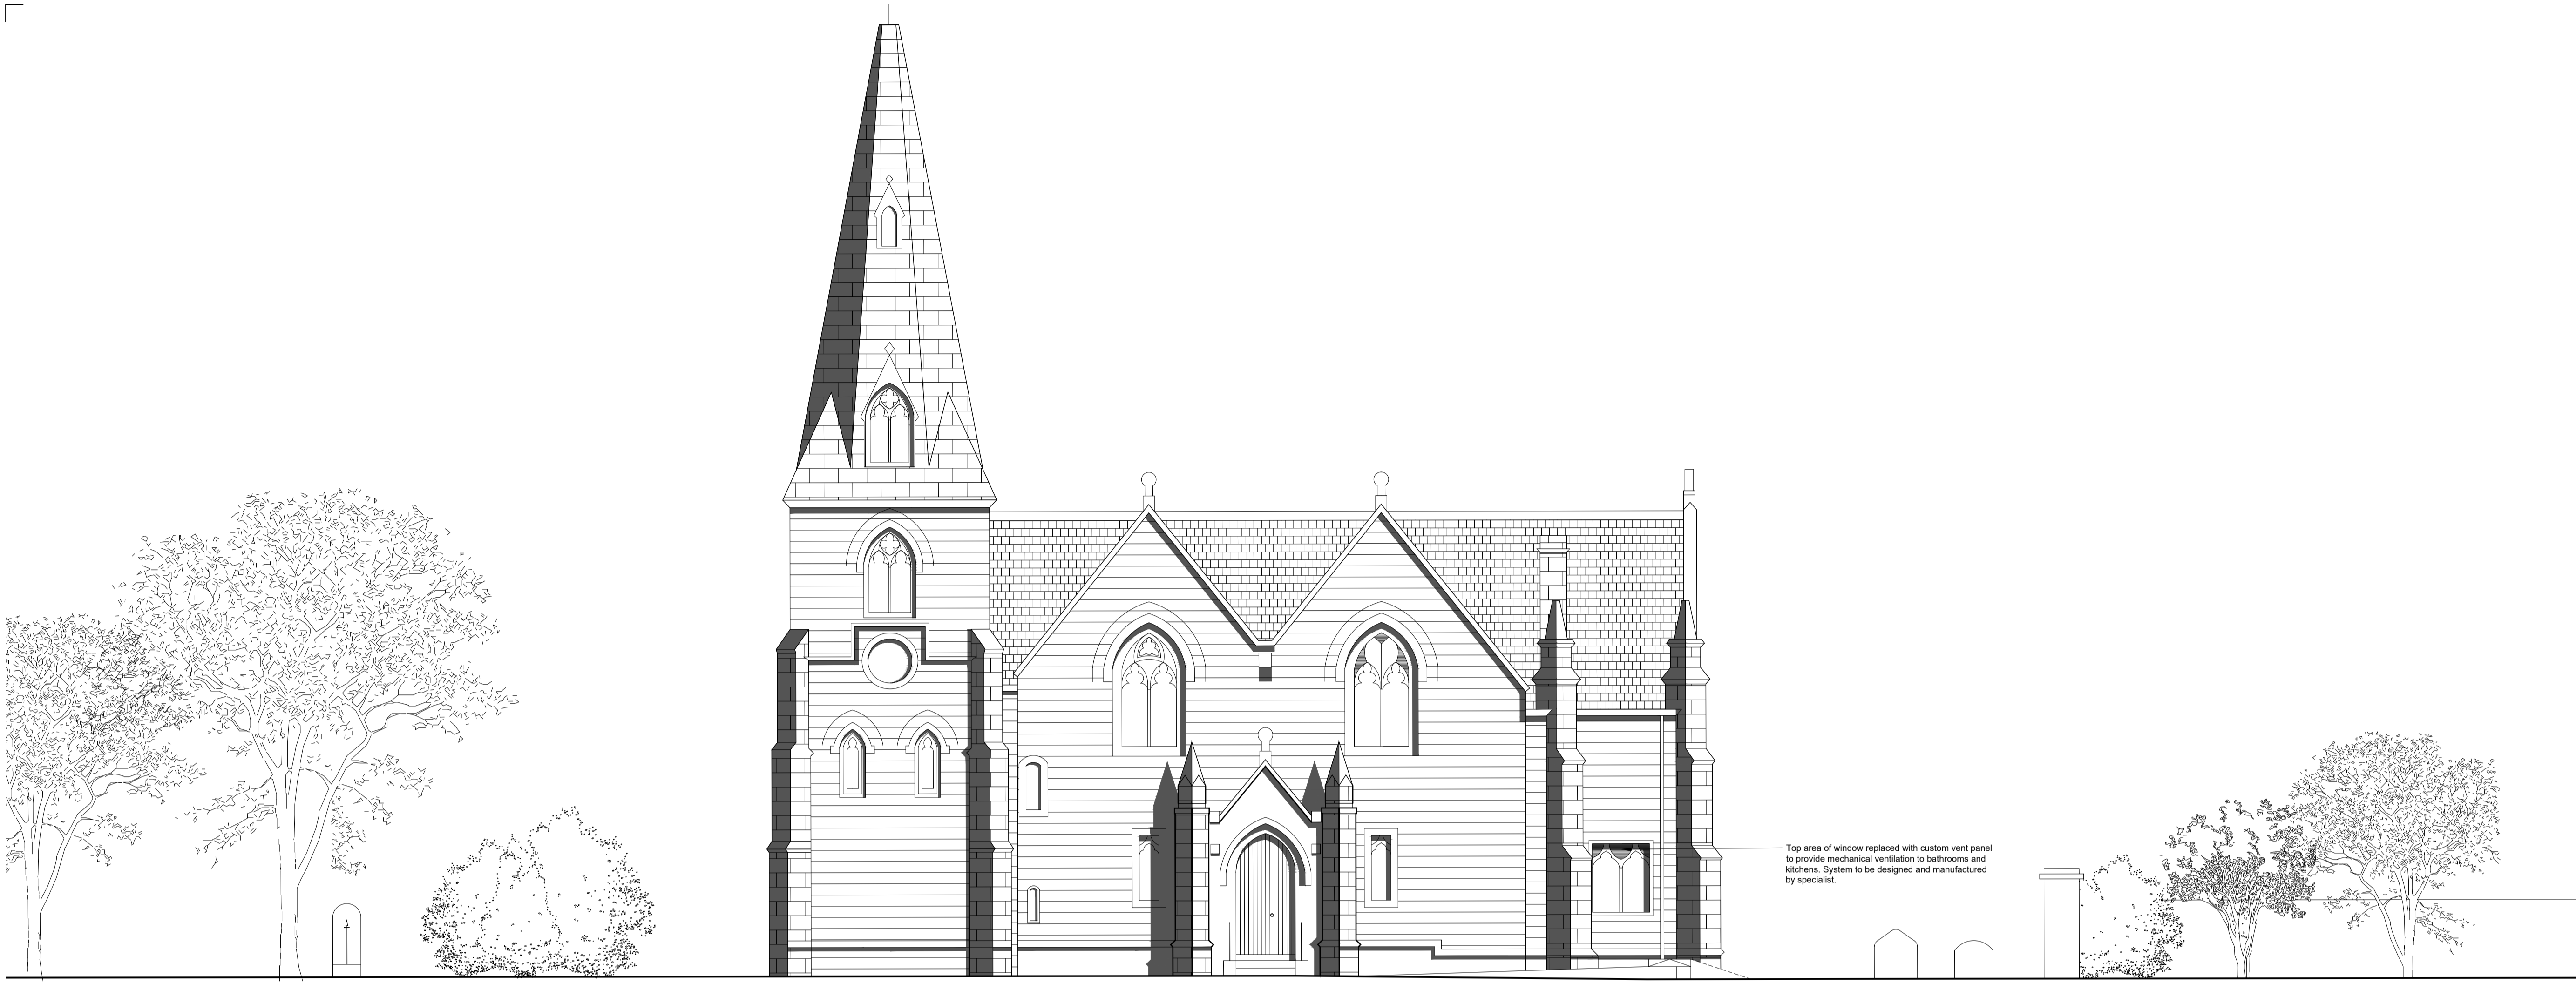 Top area of window replaced with custom vent panel
to provide mechanical ventilation to bathrooms and
kitchens. System to be designed and manufactured
by specialist.